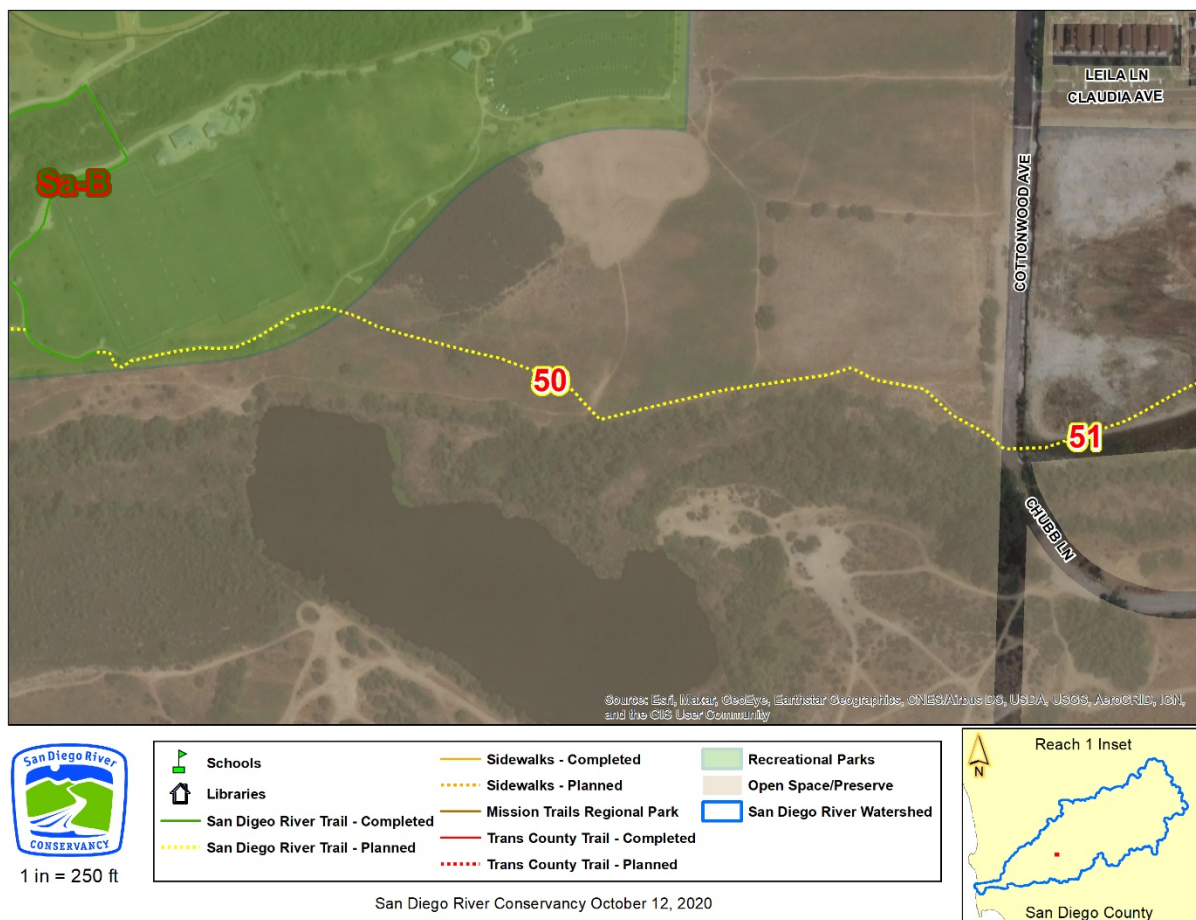 LEILA LN
CLAUDIA AVE
COTTONWOOD AVE
Sa-B
50
51
CHUBB LN
Source: Esri, Maxar, GeoEye, Earthstar Geographics, CNES/Airbus DS, USDA, USGS, AeroGRID, IGN,
and the GIS User Community
San Diego River
CONSERVANCY
1 in = 250 ft
Schools
Libraries
San Digeo River Trail - Completed
San Diego River Trail - Planned
Sidewalks - Completed
Sidewalks - Planned
Mission Trails Regional Park
Trans County Trail - Completed
Trans County Trail - Planned
Recreational Parks
Open Space/Preserve
San Diego River Watershed
San Diego River Conservancy October 12, 2020
N
Reach 1 Inset
San Diego County